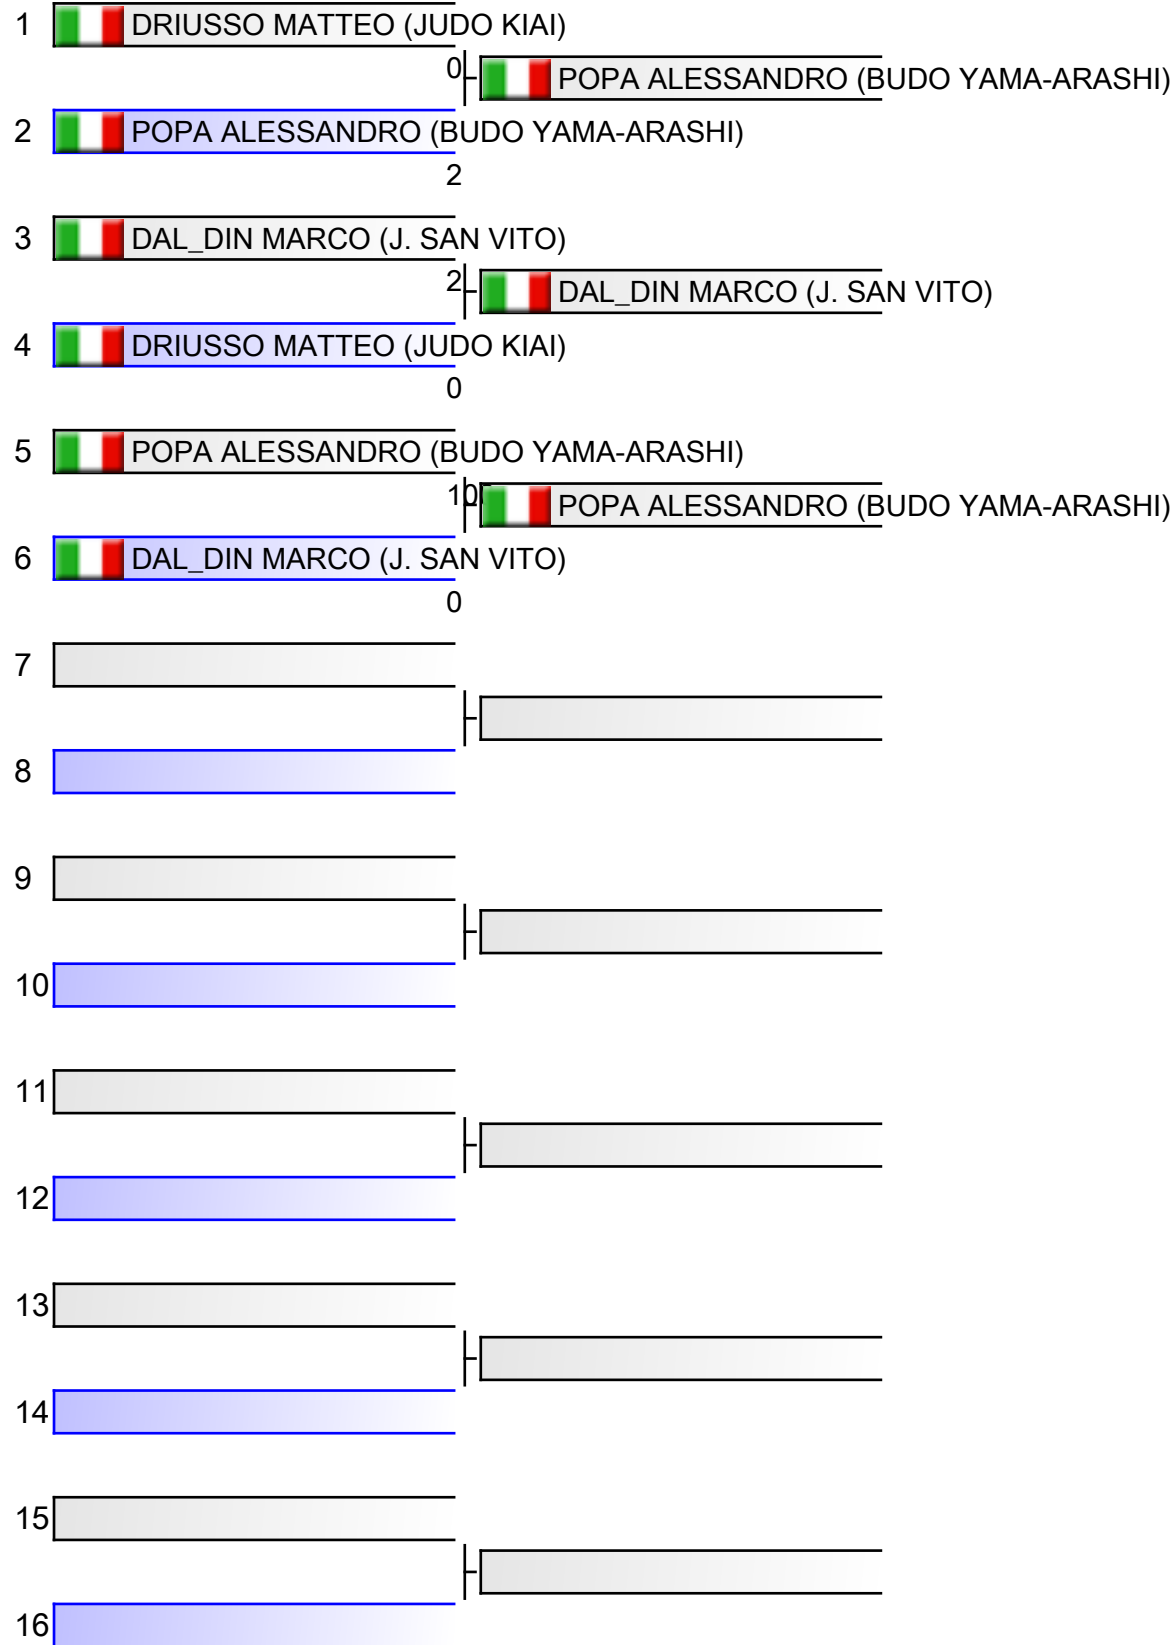 1 DRIUSSO MATTEO (JUDO KIAI)
0 POPA ALESSANDRO (BUDO YAMA-ARASHI)
2 POPA ALESSANDRO (BUDO YAMA-ARASHI)
2
3 DAL_DIN MARCO (J. SAN VITO)
2 DAL_DIN MARCO (J. SAN VITO)
4 DRIUSSO MATTEO (JUDO KIAI)
0
5 POPA ALESSANDRO (BUDO YAMA-ARASHI)
POPA ALESSANDRO (BUDO YAMA-ARASHI)
6 DAL_DIN MARCO (J. SAN VITO)
0
7
8
9
10
11
12
13
14
15
16